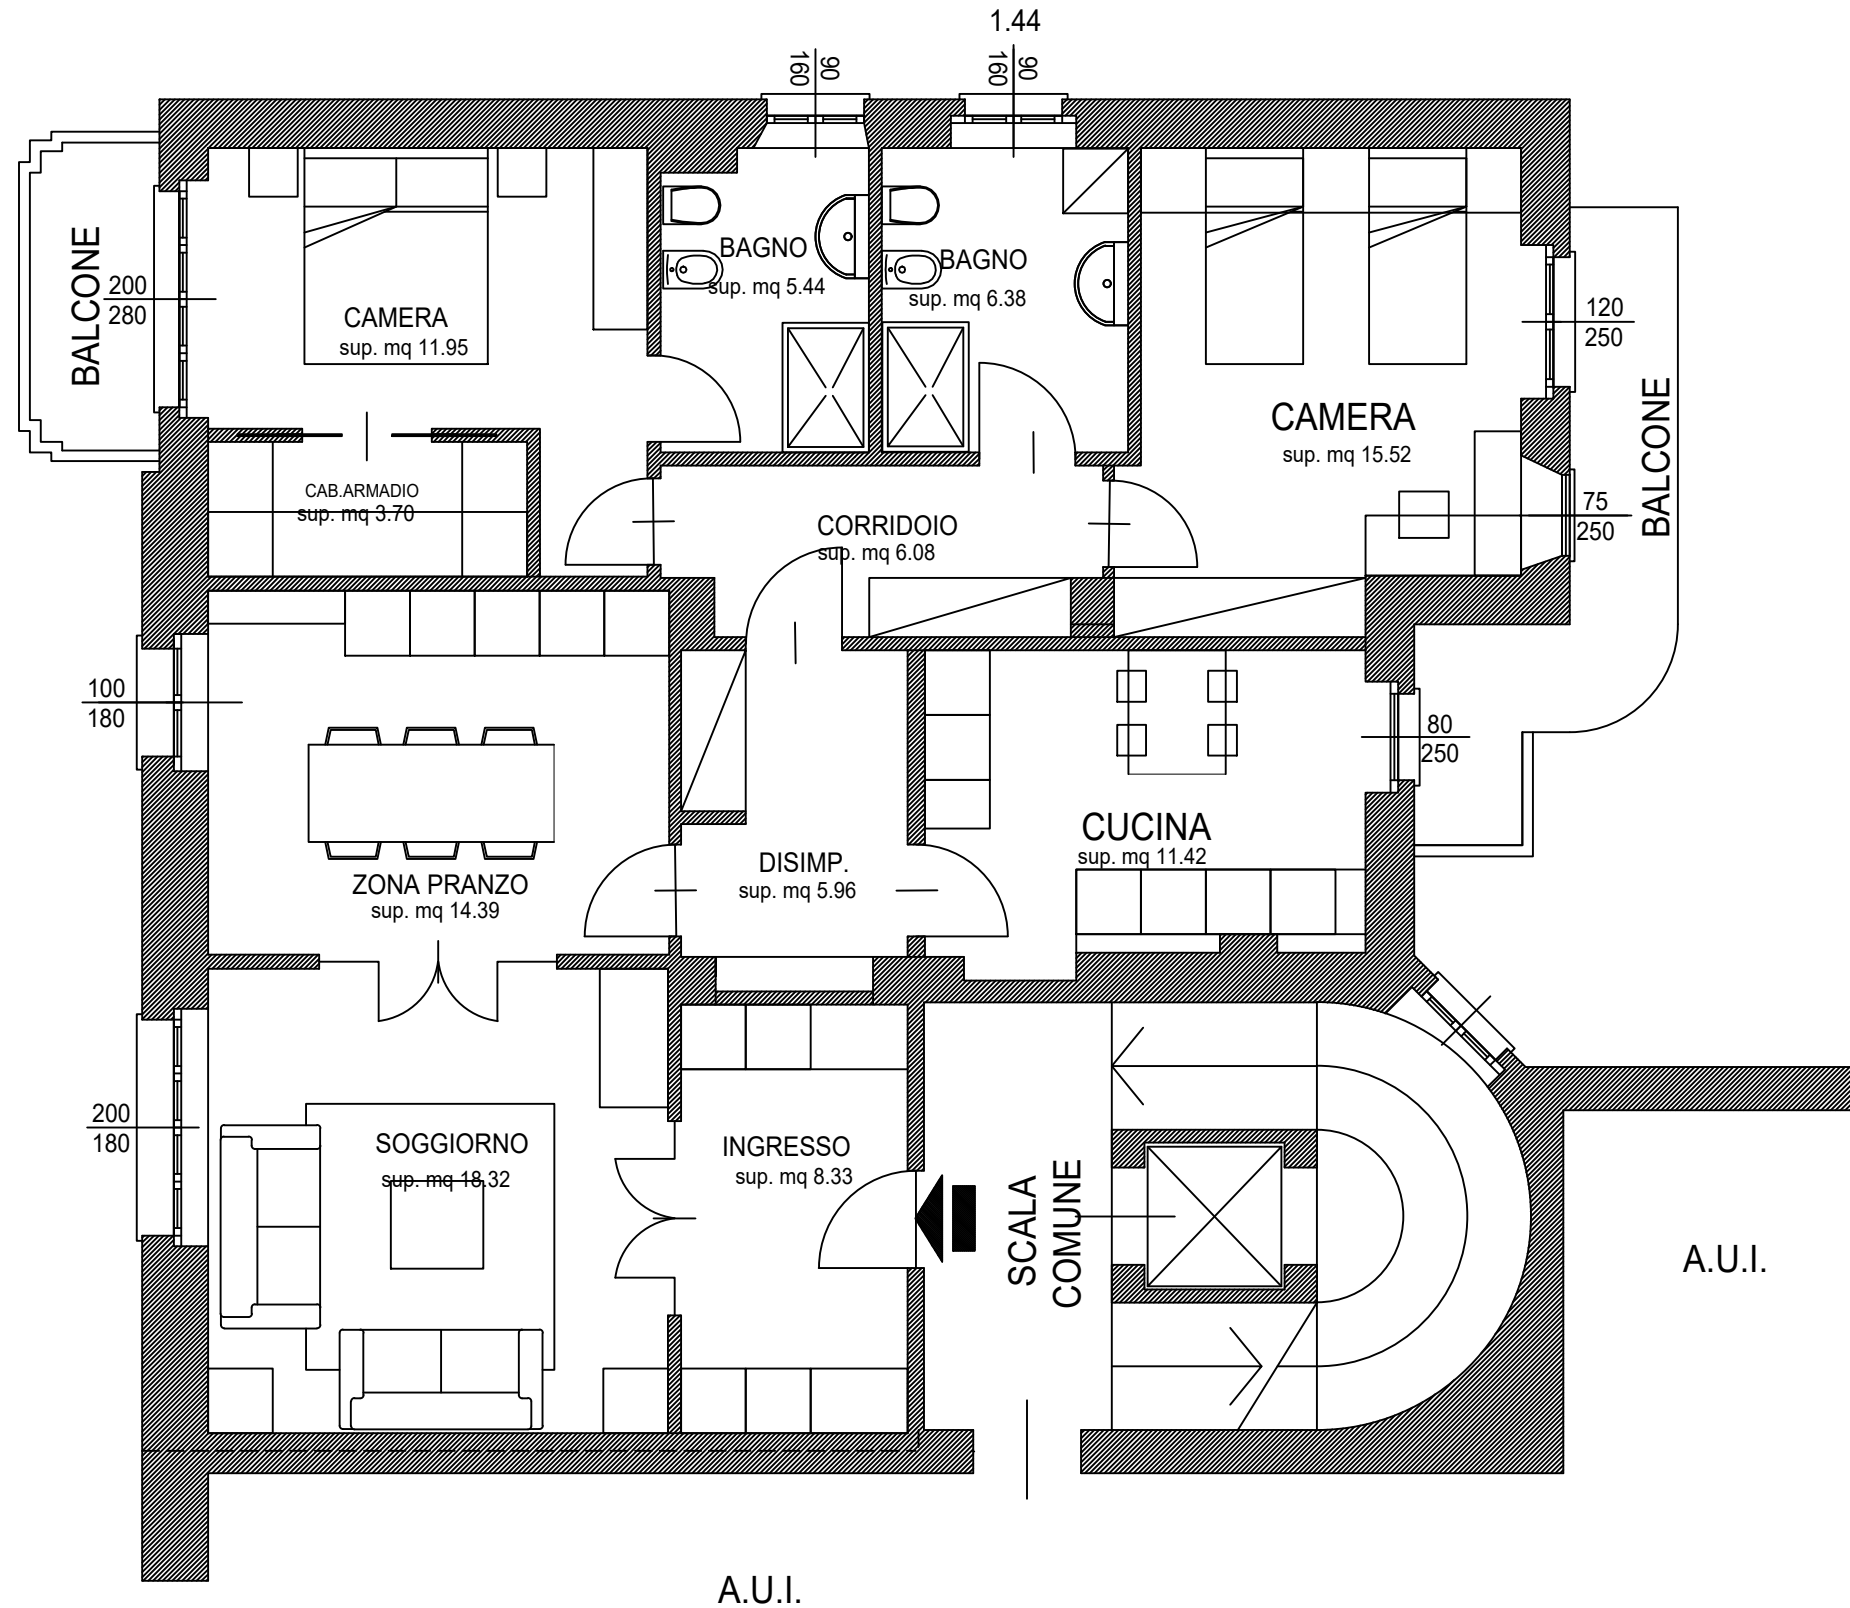 1.44
90
160
90
160
BALCONE
200
280
CAMERA
sup. mq 11.95
BAGNO
sup. mq 5.44
BAGNO
sup. mq 6.38
CAMERA
sup. mq 15.52
120
250
75
250
BALCONE
CAB.ARMADIO
sup. mq 3.70
CORRIDOIO
sup. mq 6.08
100
180
80
250
ZONA PRANZO
sup. mq 14.39
DISIMP.
sup. mq 5.96
CUCINA
sup. mq 11.42
200
180
SOGGIORNO
sup. mq 18.32
INGRESSO
sup. mq 8.33
SCALA
COMUNE
A.U.I.
A.U.I.